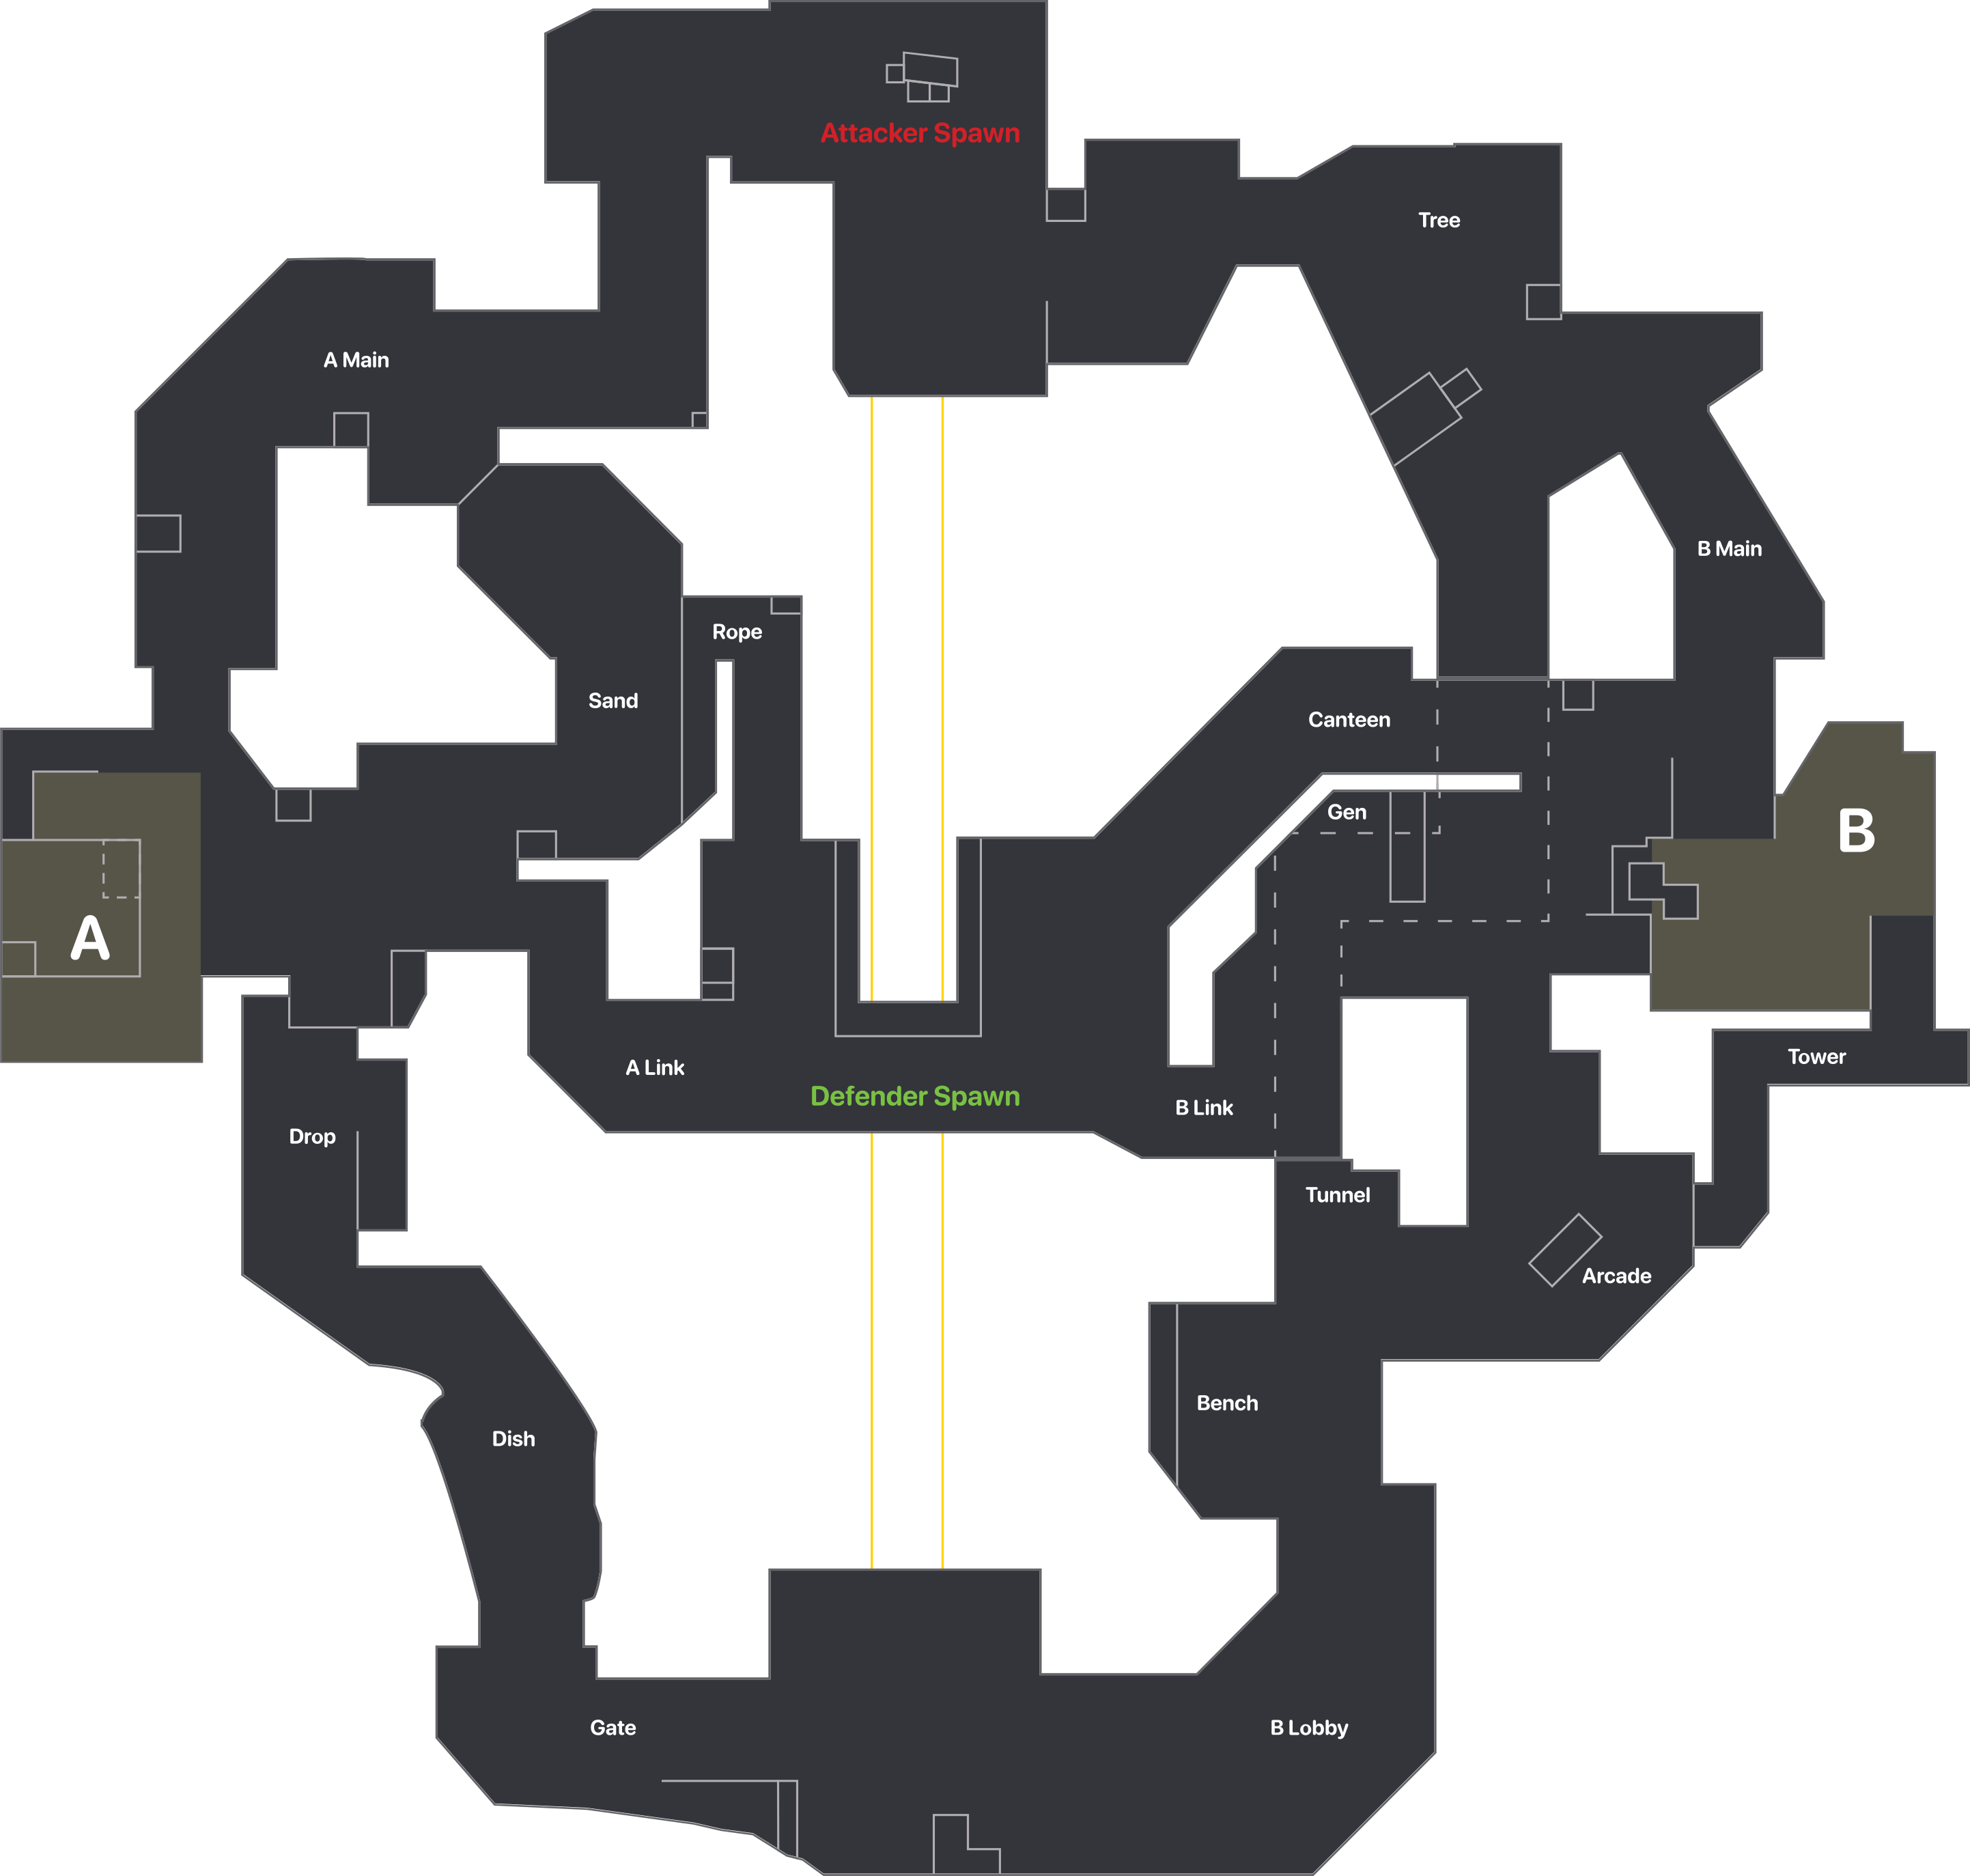 Attacker Spawn
Tree
A Main
B Main
Rope
Sand
Canteen
Gen
B
A
Tower
A Link
Defender Spawn
B Link
Drop
Tunnel
Arcade
Bench
Dish
Gate
B Lobby